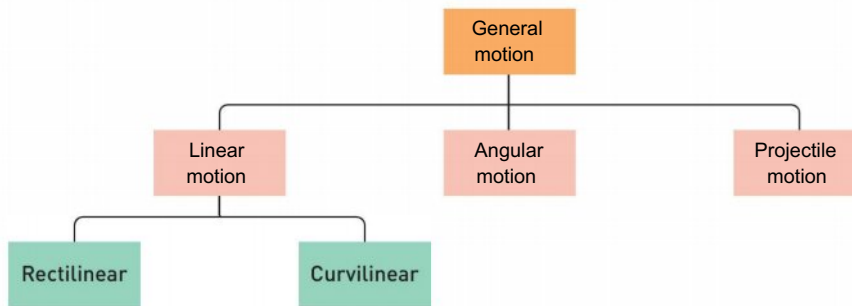 General
motion
Linear
motion
Angular
motion
Projectile
motion
Rectilinear
Curvilinear